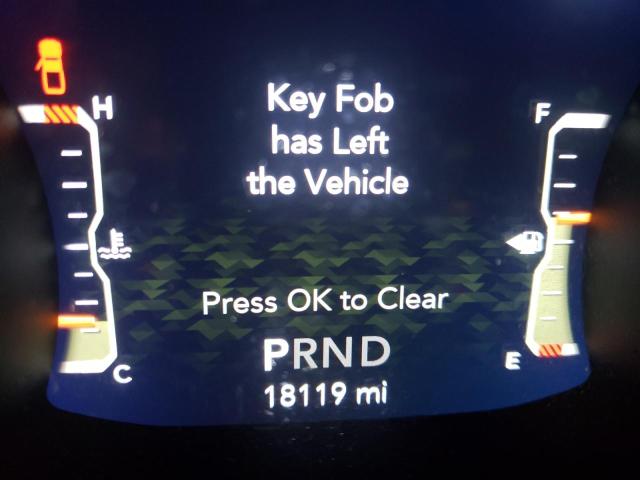 H
F
Key Fob
has Left
the Vehicle
Press OK to Clear
C
PRND
E
18119 mi